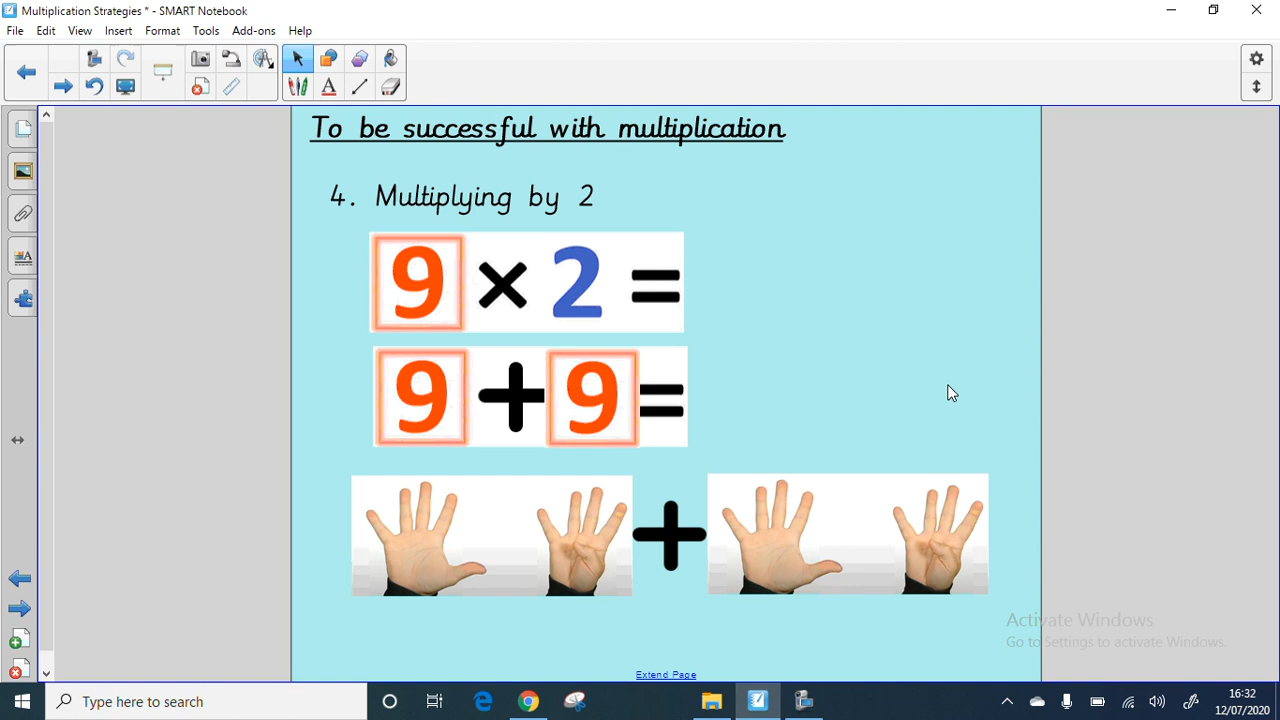 Multiplication Strategies * - SMART Notebook
File Edit View Insert Format Tools Add-ons Help
To be successful with multiplication
4. Multiplying by 2
9 × 2 =
9 + 9 =
+
Activate Windows
Go to Settings to activate Windows.
Extend Page
Type here to search
16:32
12/07/2020